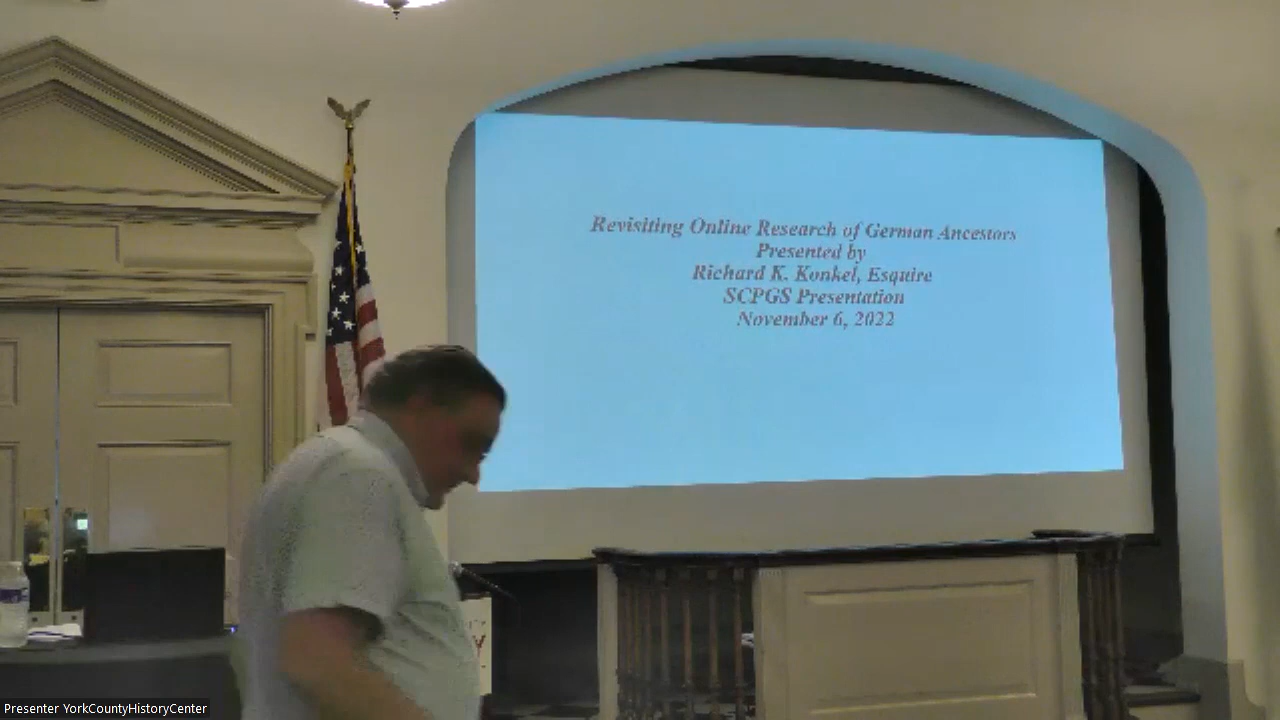 Revisiting Online Research of German Ancestors
Presented by
Richard K. Konkel, Esquire
SCPGS Presentation
November 6, 2022
Presenter YorkCountyHistoryCenter